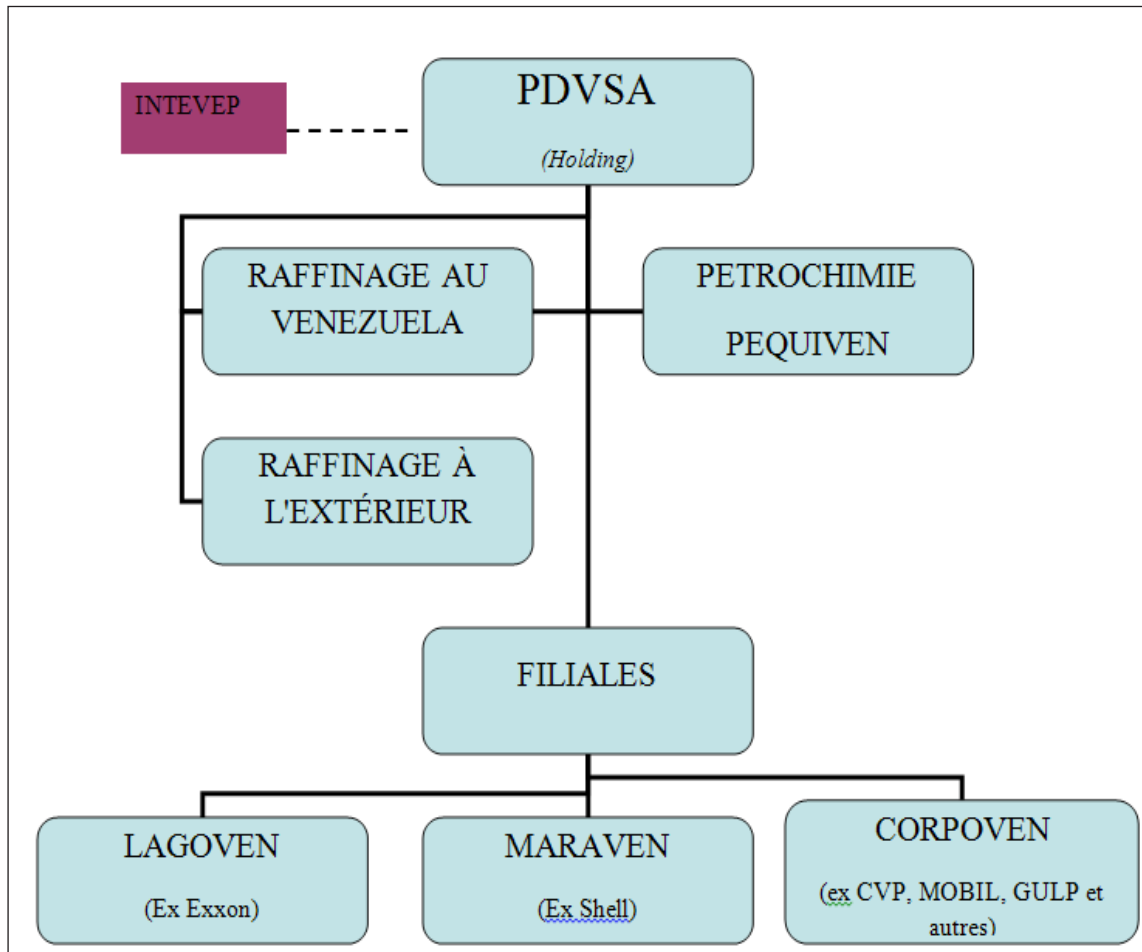 INTEVEP
PDVSA
(Holding)
RAFFINAGE AU
VENEZUELA
PETROCHIMIE
PEQUIVEN
RAFFINAGE À
L'EXTÉRIEUR
FILIALES
LAGOVEN
(Ex Exxon)
MARAVEN
(Ex Shell)
CORPOVEN
(ex CVP, MOBIL, GULP et
autres)